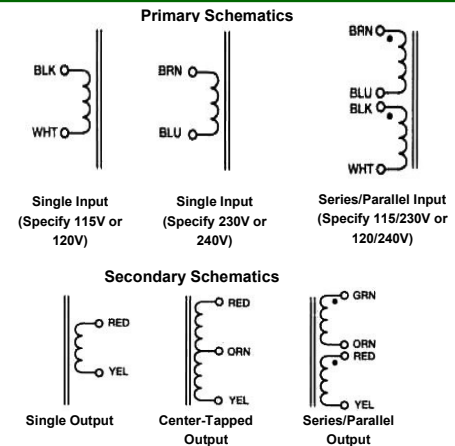 Primary Schematics
BLK
WHT
Single Input
(Specify 115V or
120V)
BRN
BLU
Single Input
(Specify 230V or
240V)
BRN
BLU
BLK
WHT
Series/Parallel Input
(Specify 115/230V or
120/240V)
Secondary Schematics
RED
YEL
Single Output
RED
ORN
YEL
Center-Tapped
Output
GRN
ORN
RED
YEL
Series/Parallel
Output